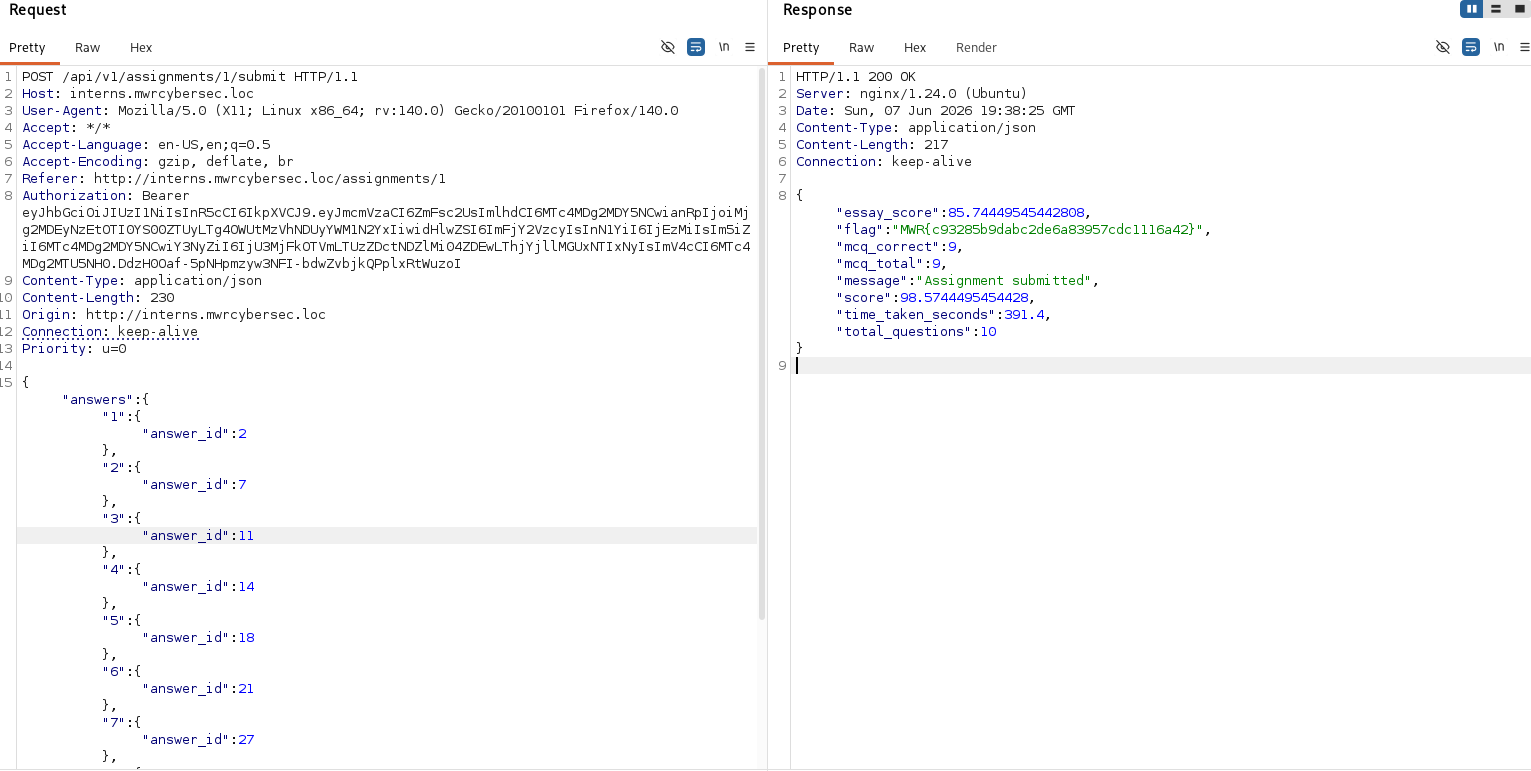 Request
Pretty Raw Hex
\n
1 POST /api/v1/assignments/1/submit HTTP/1.1
2 Host: interns.mwrcybersec.loc
3 User-Agent: Mozilla/5.0 (X11; Linux x86_64; rv:140.0) Gecko/20100101 Firefox/140.0
4 Accept: */*
5 Accept-Language: en-US,en;q=0.5
6 Accept-Encoding: gzip, deflate, br
7 Referer: http://interns.mwrcybersec.loc/assignments/1
8 Authorization: Bearer
eyJhbGciOiJIUzI1NiIsInR5cCI6IkpXVCJ9.eyJmcmVzaCI6ZmFsc2UsImlhdCI6MTc4MDg2MDY5NCwianRpIjoiMj
g2MDEyNzEtOTI0YS00ZTUyLTg4OWUtMzVhNDUyYWM1N2YxIiwidHlwZSI6ImFjY2VzcyIsInN1YiI6IjEzMiIsIm5iZ
iI6MTc4MDg2MDY5NCwiY3NyZiI6IjU3MjFkOTVmLTUzZDctNDZlMi04ZDEwLThjYjllMGUxNTIxNyIsImV4cCI6MTc4
MDg2MTU5NH0.DdzH0Oaf-5pNHpmzyw3NFI-bdwZvbjkQPplxRtWuzoI
9 Content-Type: application/json
10 Content-Length: 230
11 Origin: http://interns.mwrcybersec.loc
12 Connection: keep-alive
13 Priority: u=0
14
15 {
"answers":{
"1":{
"answer_id":2
},
"2":{
"answer_id":7
},
"3":{
"answer_id":11
},
"4":{
"answer_id":14
},
"5":{
"answer_id":18
},
"6":{
"answer_id":21
},
"7":{
"answer_id":27
},
Response
Pretty Raw Hex Render
\n
1 HTTP/1.1 200 OK
2 Server: nginx/1.24.0 (Ubuntu)
3 Date: Sun, 07 Jun 2026 19:38:25 GMT
4 Content-Type: application/json
5 Content-Length: 217
6 Connection: keep-alive
7
8 {
"essay_score":85.74449545442808,
"flag":"MWR{c93285b9dabc2de6a83957cdc1116a42}",
"mcq_correct":9,
"mcq_total":9,
"message":"Assignment submitted",
"score":98.5744495454428,
"time_taken_seconds":391.4,
"total_questions":10
}
9